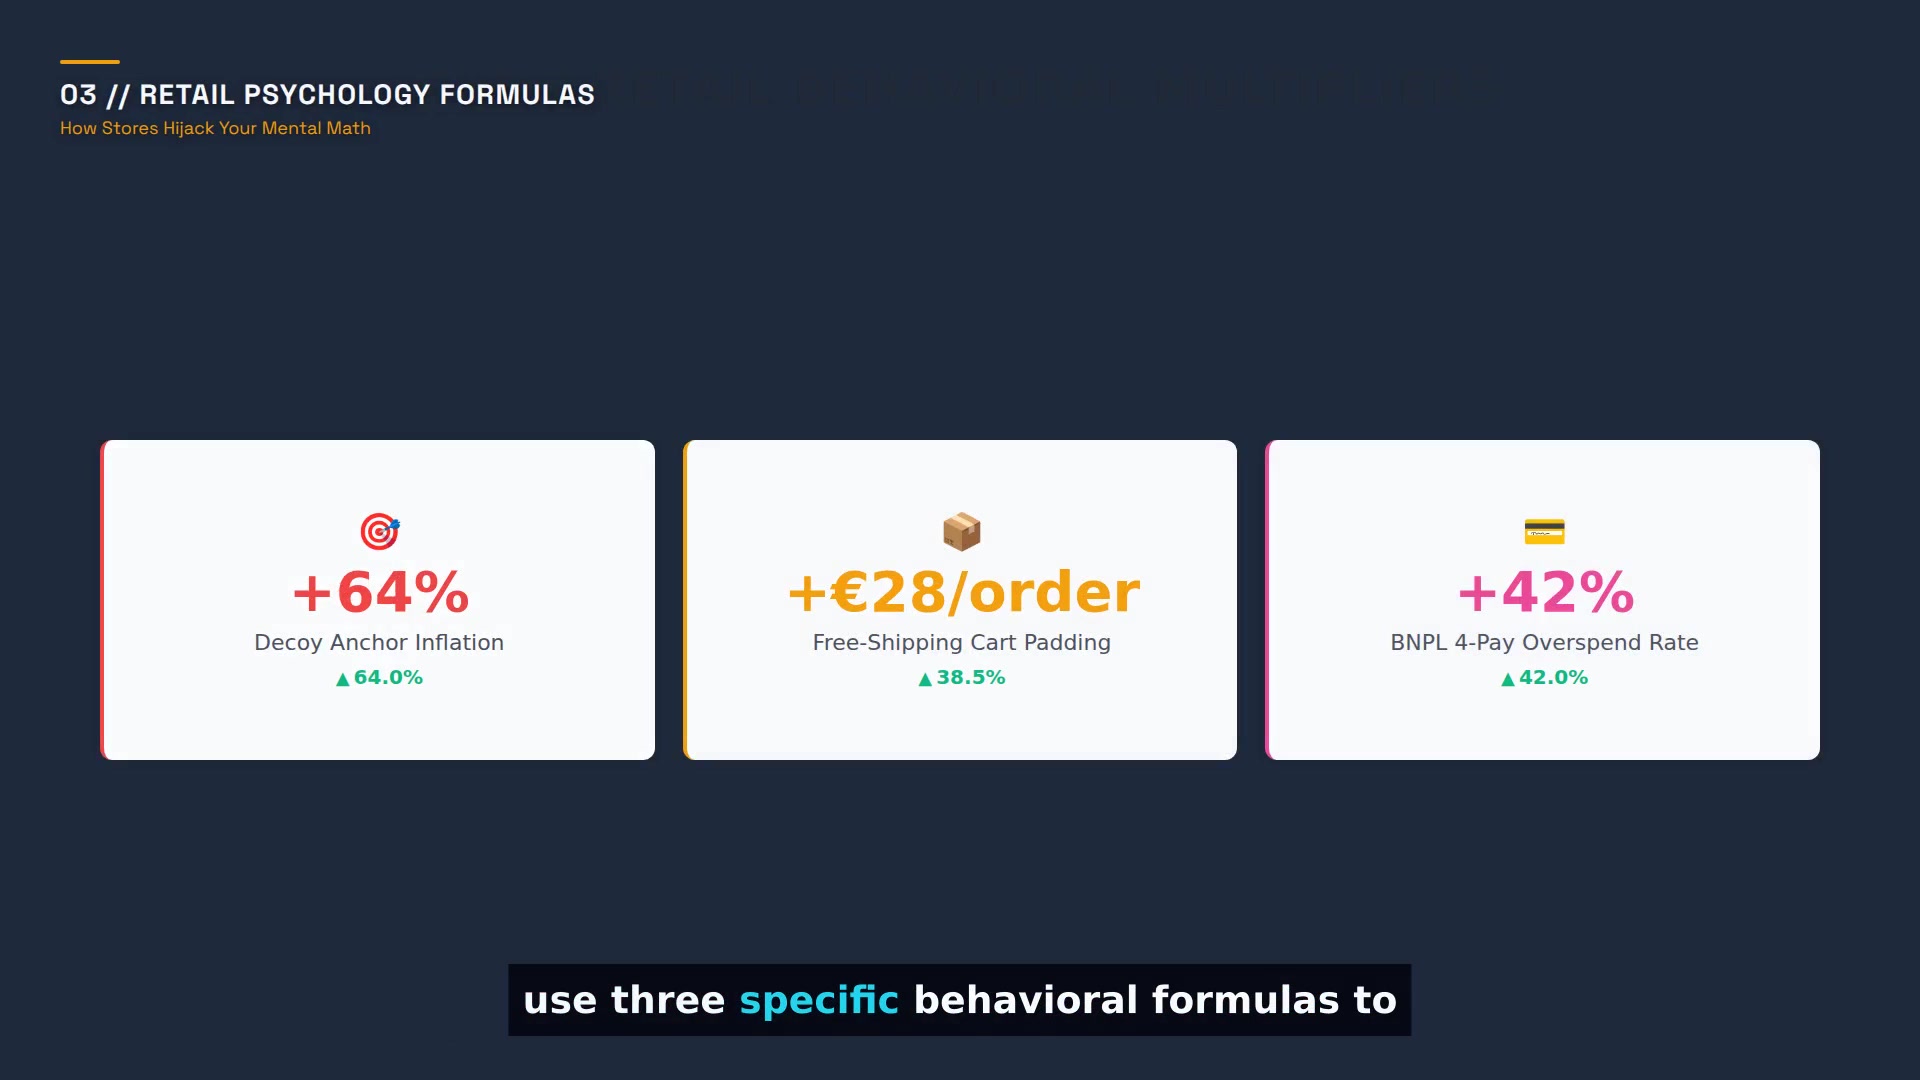 03 // RETAIL PSYCHOLOGY FORMULAS
How Stores Hijack Your Mental Math
+64%
Decoy Anchor Inflation
▲ 64.0%
+€28/order
Free-Shipping Cart Padding
▲ 38.5%
+42%
BNPL 4-Pay Overspend Rate
▲ 42.0%
use three specific behavioral formulas to